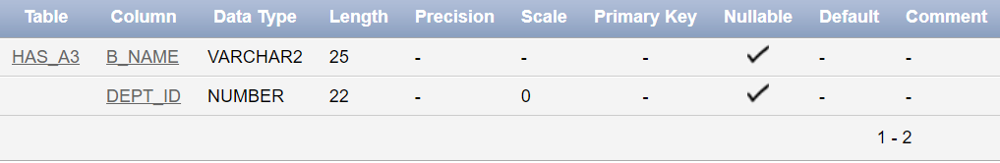 Table Column Data Type Length Precision Scale Primary Key Nullable Default Comment
HAS_A3 B_NAME VARCHAR2 25 - - - ✓ - -
DEPT_ID NUMBER 22 - 0 - ✓ - -
1 - 2